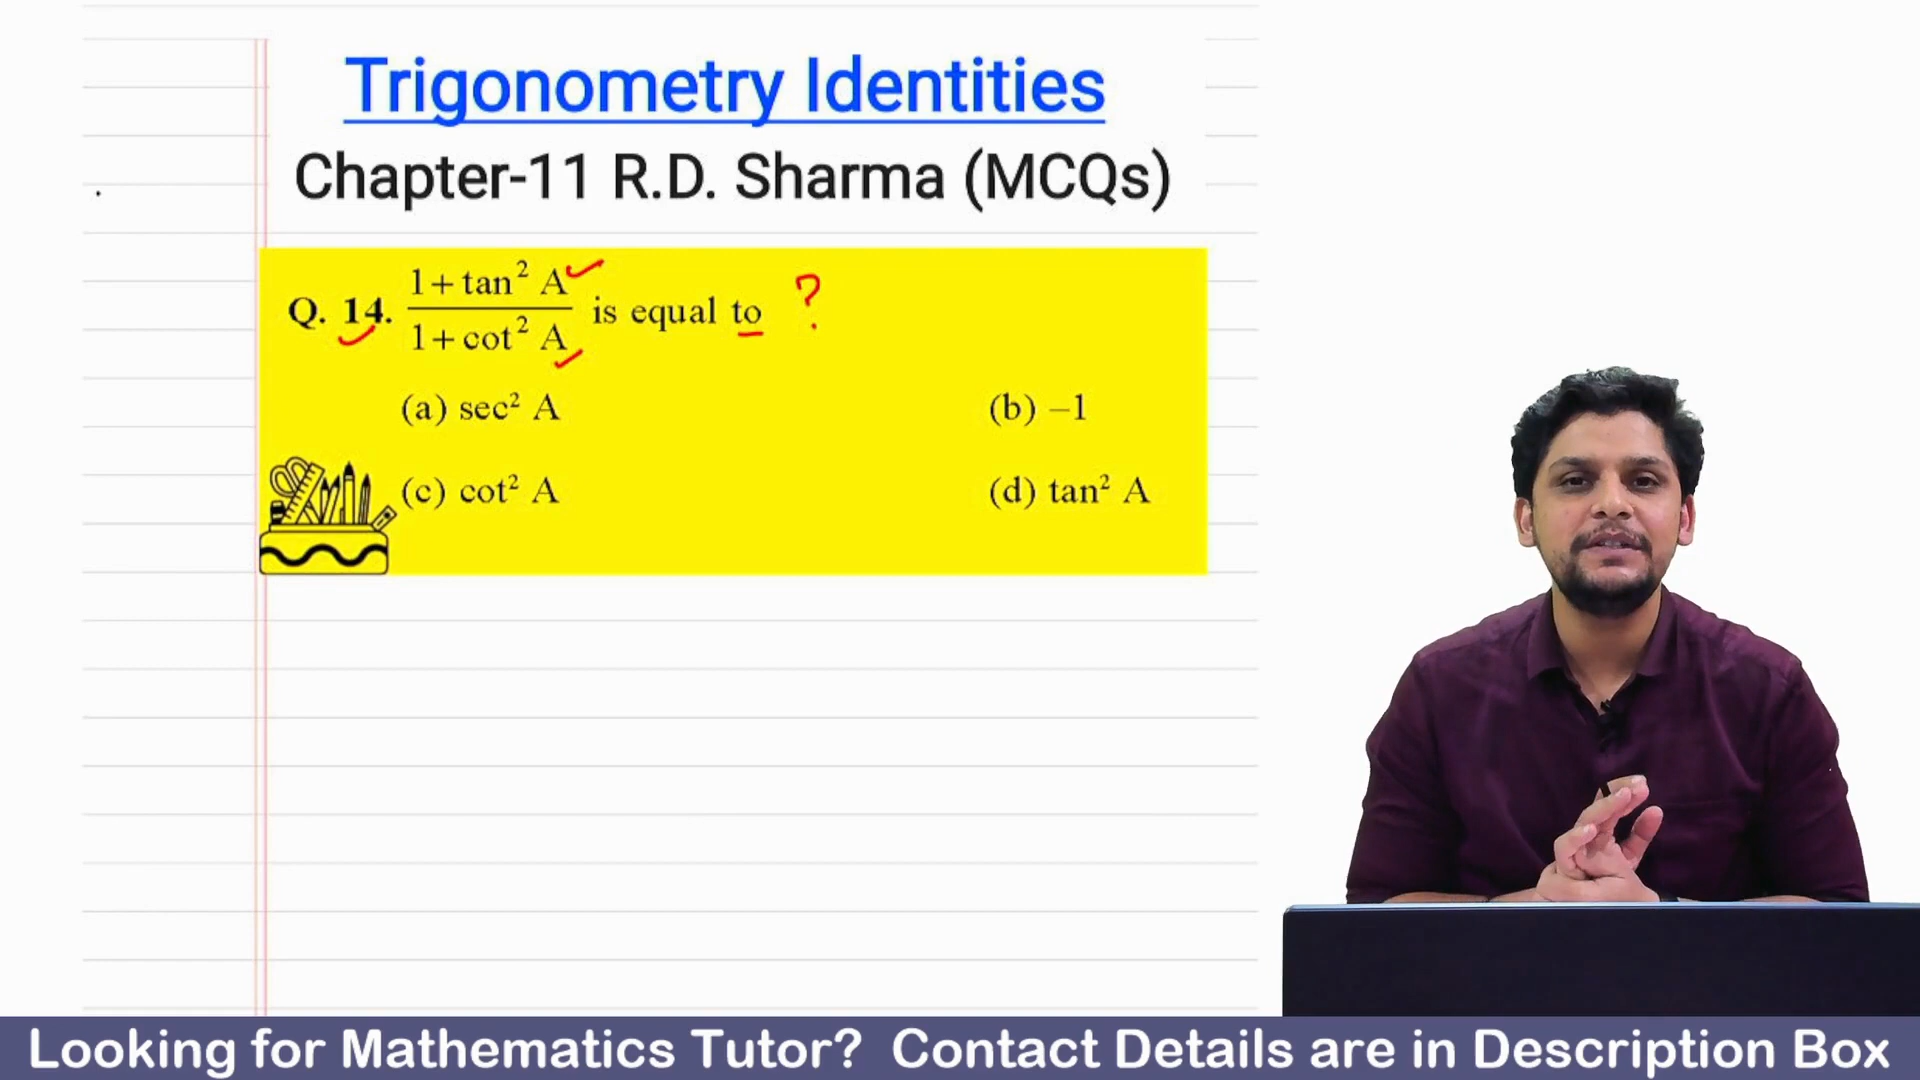 Trigonometry Identities
Chapter-11 R.D. Sharma (MCQs)
Q. 14. (1 + tan² A)/(1 + cot² A) is equal to ?
(a) sec² A (b) –1
(c) cot² A (d) tan² A
Looking for Mathematics Tutor? Contact Details are in Description Box